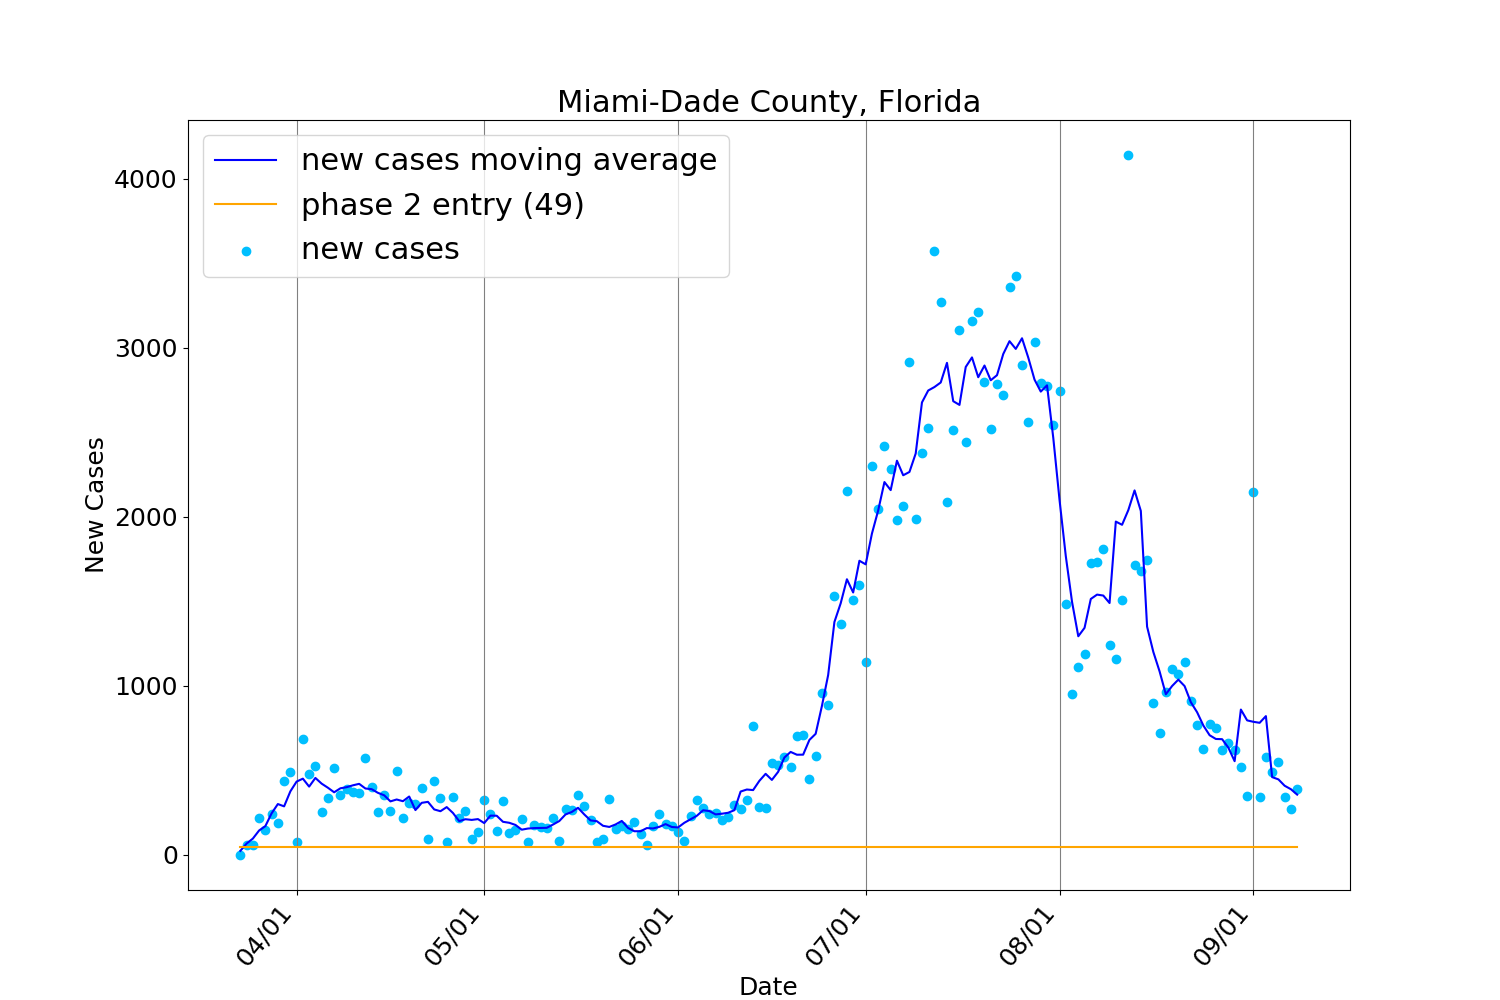 Miami-Dade County, Florida
new cases moving average
phase 2 entry (49)
new cases
4000
3000
2000
1000
0
New Cases
04/01
05/01
06/01
07/01
08/01
09/01
Date